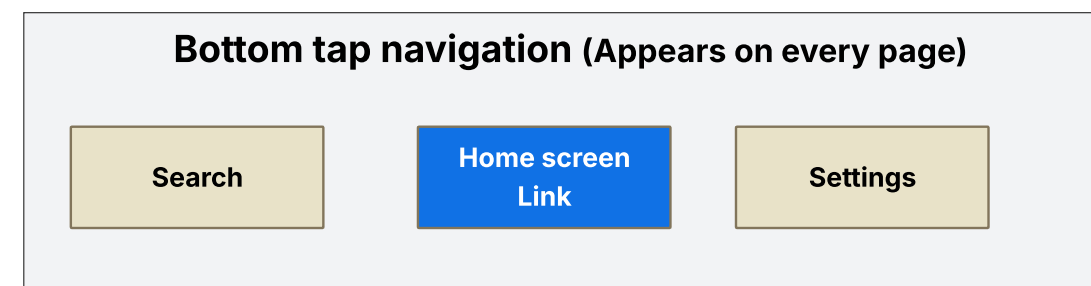 Bottom tap navigation (Appears on every page)
Search
Home screen
Link
Settings